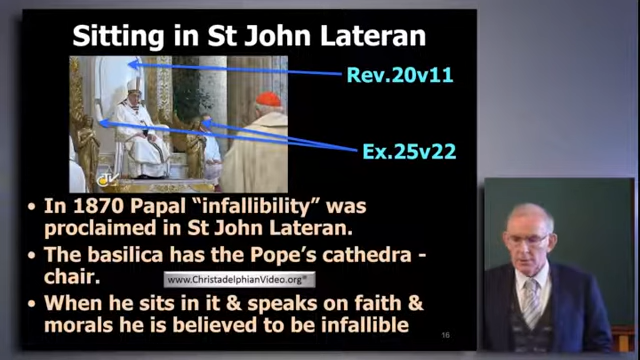 Sitting in St John Lateran
Rev.20v11
Ex.25v22
• In 1870 Papal “infallibility” was
proclaimed in St John Lateran.
• The basilica has the Pope's cathedra -
chair.
www.ChristadelphianVideo.org®
• When he sits in it & speaks on faith &
morals he is believed to be infallible
16